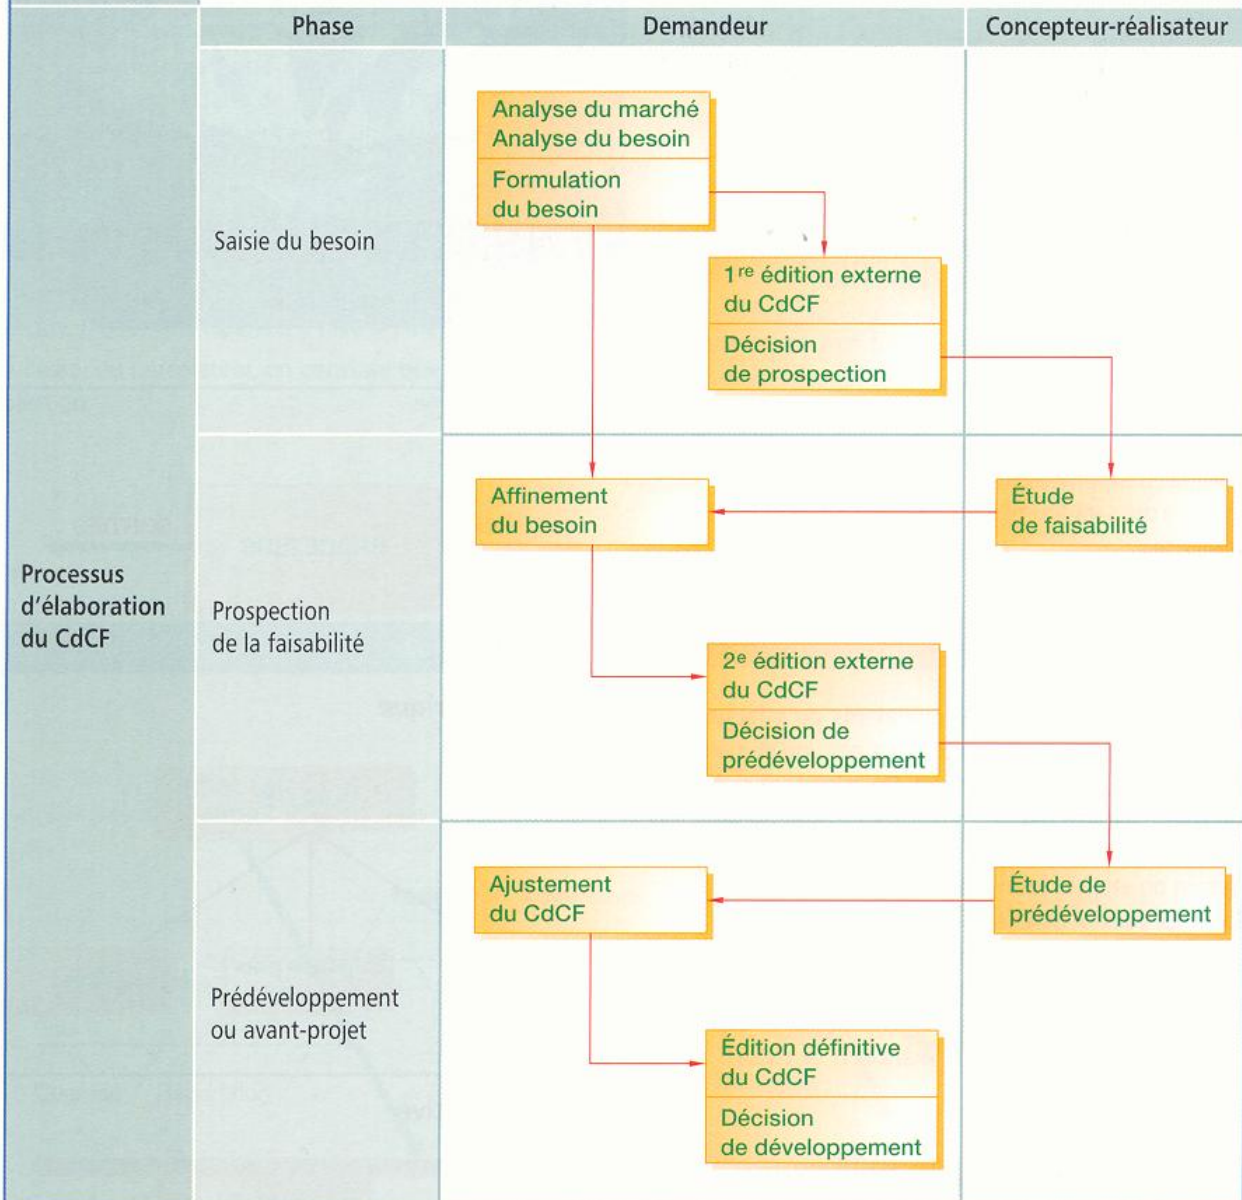 Phase
Demandeur
Concepteur-réalisateur
Processus
d'élaboration
du CdCF
Saisie du besoin
Analyse du marché
Analyse du besoin
Formulation
du besoin
1re édition externe
du CdCF
Décision
de prospection
Prospection
de la faisabilité
Affinement
du besoin
Étude
de faisabilité
2e édition externe
du CdCF
Décision de
prédéveloppement
Prédéveloppement
ou avant-projet
Ajustement
du CdCF
Étude de
prédéveloppement
Édition définitive
du CdCF
Décision
de développement